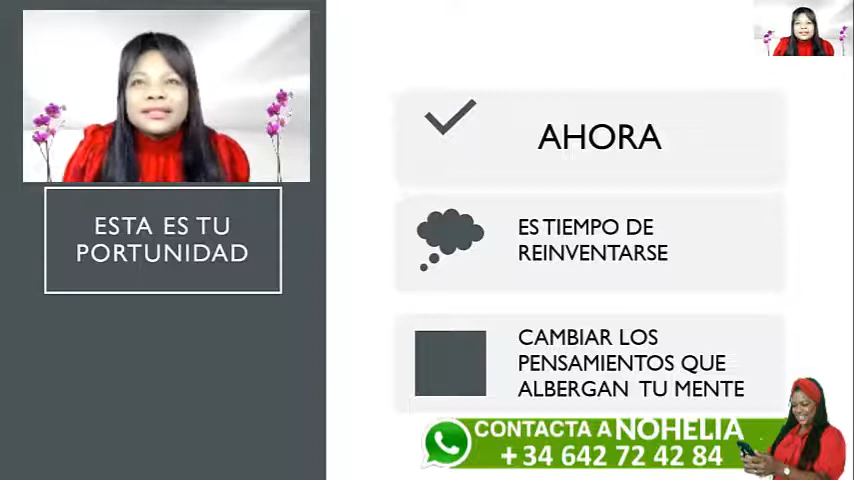 ESTA ES TU
PORTUNIDAD
AHORA
ES TIEMPO DE
REINVENTARSE
CAMBIAR LOS
PENSAMIENTOS QUE
ALBERGAN TU MENTE
CONTACTA A NOHELIA
+34 642 72 42 84